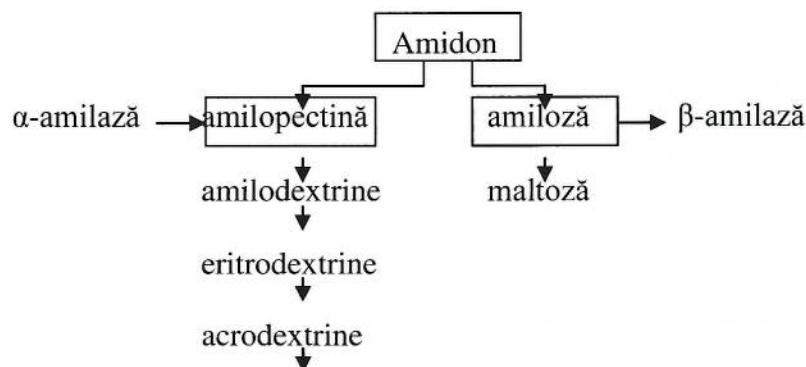 Amidon
α-amilază amilopectină amiloză β-amilază
amilodextrine maltoză
eritrodextrine
acrodextrine